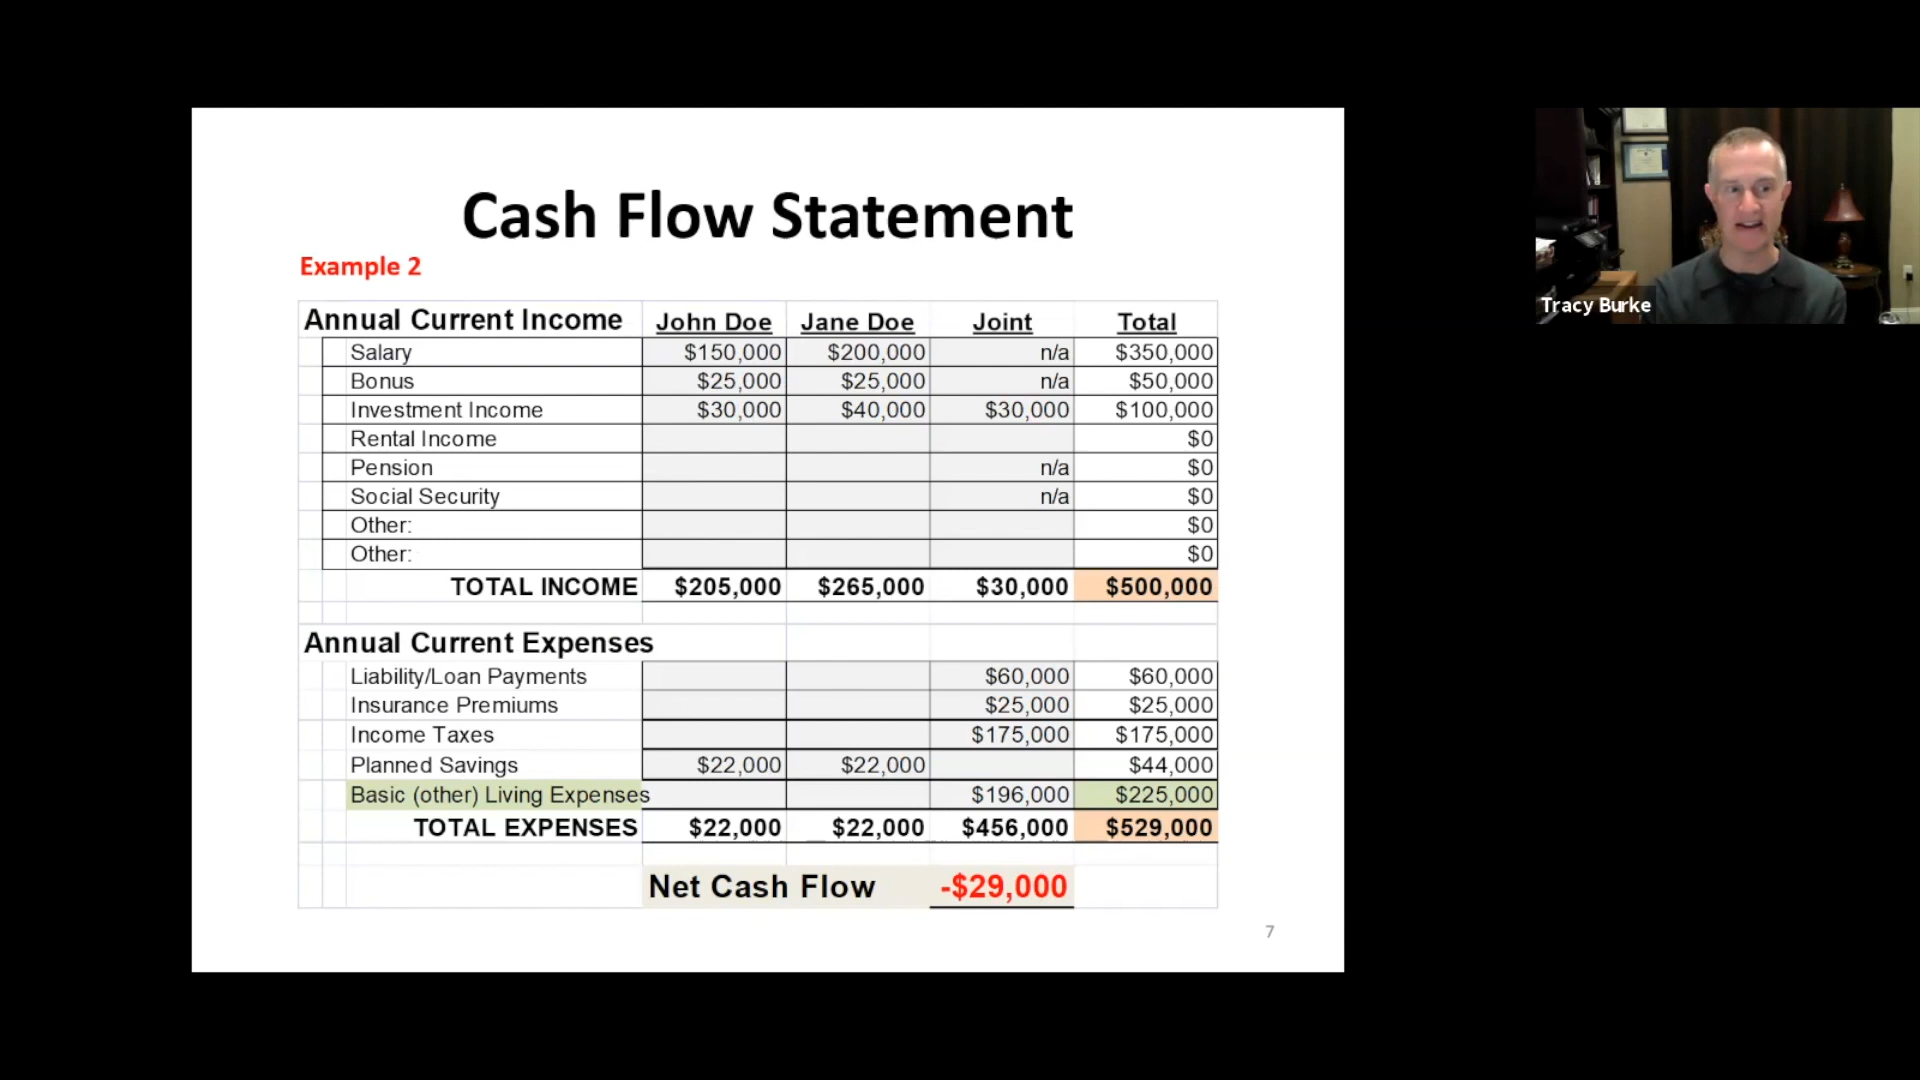 Cash Flow Statement
Example 2
Annual Current Income John Doe Jane Doe Joint Total
Salary $150,000 $200,000 n/a $350,000
Bonus $25,000 $25,000 n/a $50,000
Investment Income $30,000 $40,000 $30,000 $100,000
Rental Income $0
Pension n/a $0
Social Security n/a $0
Other: $0
Other: $0
TOTAL INCOME $205,000 $265,000 $30,000 $500,000
Annual Current Expenses
Liability/Loan Payments $60,000 $60,000
Insurance Premiums $25,000 $25,000
Income Taxes $175,000 $175,000
Planned Savings $22,000 $22,000 $44,000
Basic (other) Living Expenses $196,000 $225,000
TOTAL EXPENSES $22,000 $22,000 $456,000 $529,000
Net Cash Flow -$29,000
7
Tracy Burke